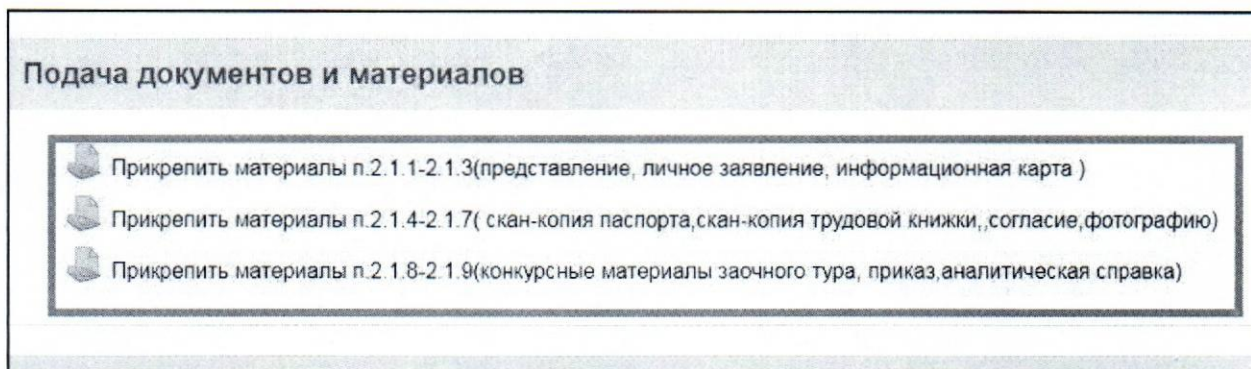 Подача документов и материалов
Прикрепить материалы п.2.1.1-2.1.3(представление, личное заявление, информационная карта )
Прикрепить материалы п.2.1.4-2.1.7( скан-копия паспорта,скан-копия трудовой книжки,,согласие,фотографию)
Прикрепить материалы п.2.1.8-2.1.9(конкурсные материалы заочного тура, приказ,аналитическая справка)